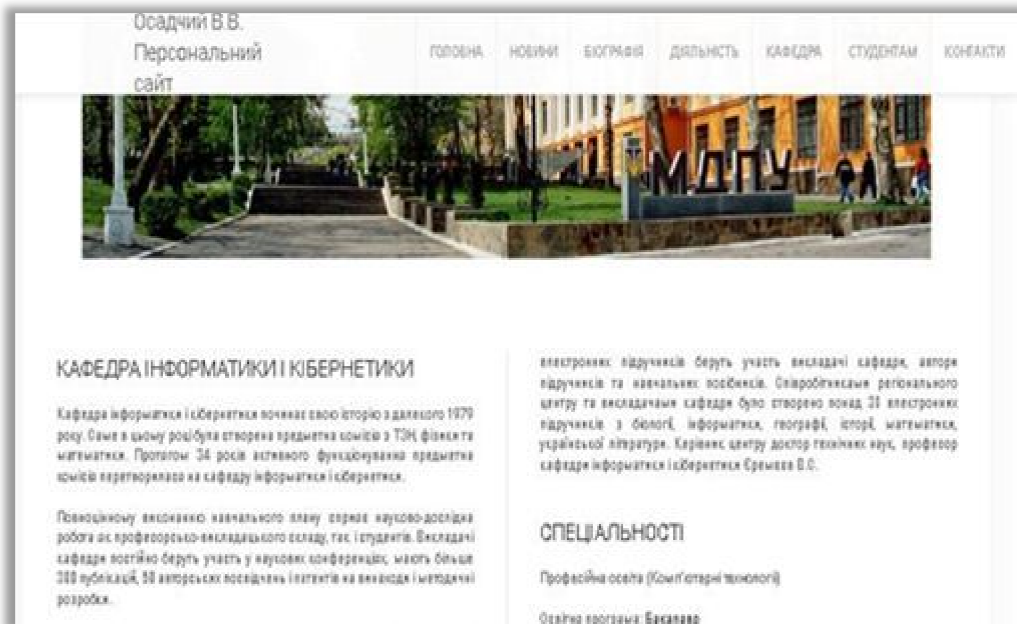 Осадчий В.В.
Персональний
сайт
ГОЛОВНА НОВИНИ БІОГРАФІЯ ДІЯЛЬНІСТЬ КАФЕДРА СТУДЕНТАМ КОНТАКТИ
МДПУ
КАФЕДРА ІНФОРМАТИКИ І КІБЕРНЕТИКИ
Кафедра інформатики і кібернетики починає свою історію з далекого 1979
року. Саме в цьому році була створена предметна комісія з ТЗН, фізики та
математики. Протягом 34 років активного функціонування предметна
комісія перетворилася на кафедру інформатики і кібернетики.
Повноцінному виконанню навчального плану сприяє науково-дослідна
робота як професорсько-викладацького складу, так і студентів. Викладачі
кафедри постійно беруть участь у наукових конференціях, мають більше
300 публікацій, 50 авторських посвідчень і патентів на винаходи і методичні
розробки.
електронних підручників беруть участь викладачі кафедри, автори
підручників та навчальних посібників. Співробітниками регіонального
центру та викладачами кафедри було створено понад 30 електронних
підручників з біології, інформатики, географії, історії, математики,
української літератури. Керівник центру доктор технічних наук, професор
кафедри інформатики і кібернетики Єремєєв В.С.
СПЕЦІАЛЬНОСТІ
Професійна освіта (Комп'ютерні технології)
Освітня програма: Бакалавр